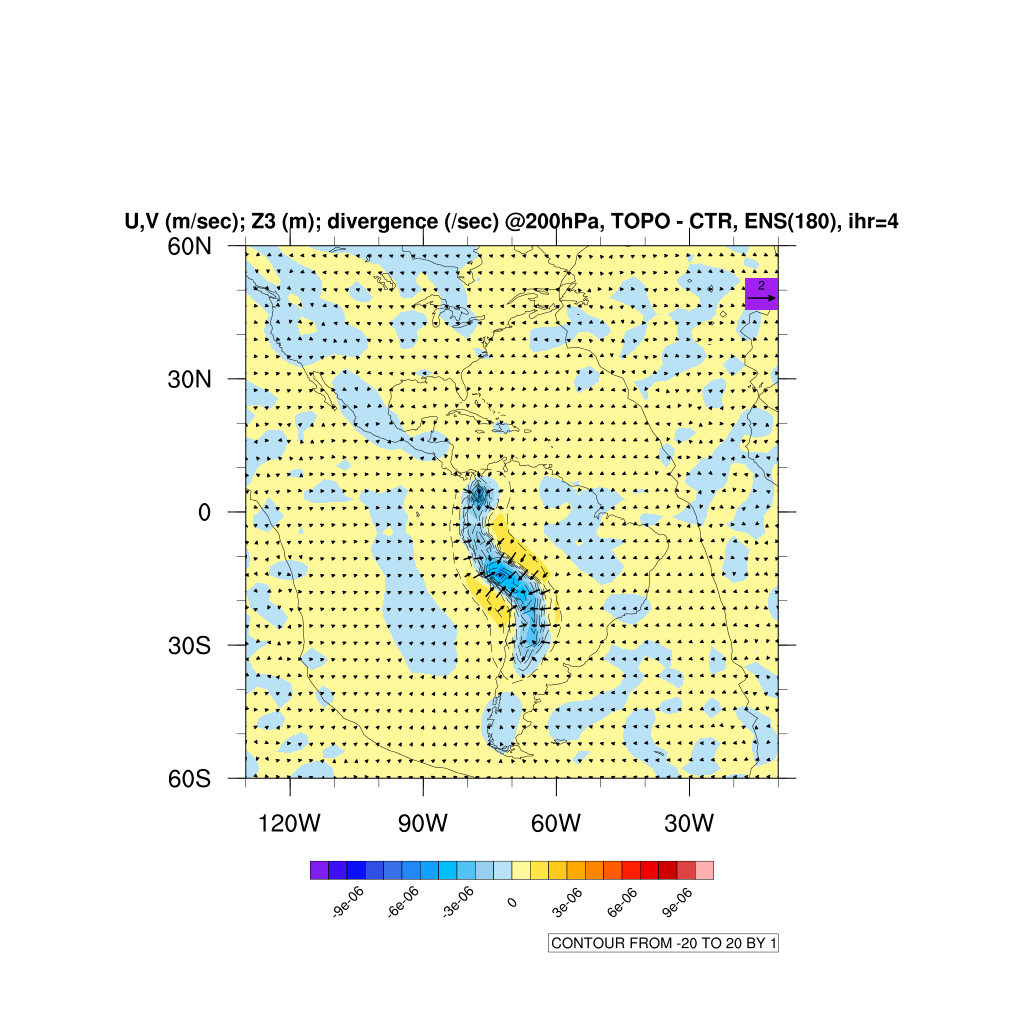 U,V (m/sec); Z3 (m); divergence (/sec) @200hPa, TOPO - CTR, ENS(180), ihr=4
60N
2
30N
0
30S
60S
120W 90W 60W 30W
-9e-06 -6e-06 -3e-06 0 3e-06 6e-06 9e-06
CONTOUR FROM -20 TO 20 BY 1